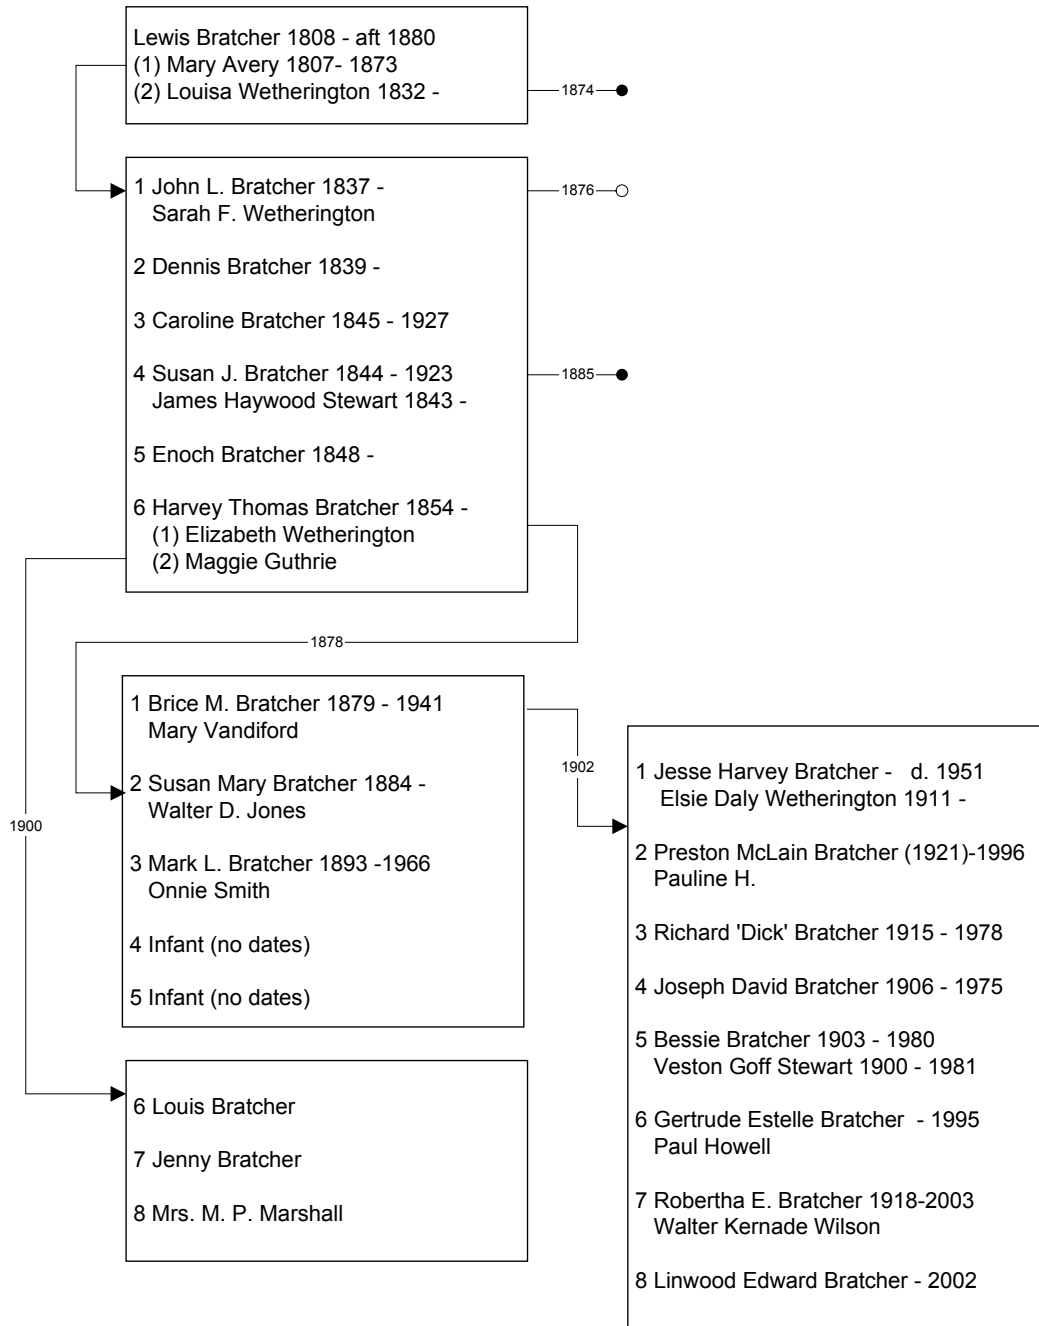 Lewis Bratcher 1808 - aft 1880
(1) Mary Avery 1807- 1873
(2) Louisa Wetherington 1832 -
1874
1 John L. Bratcher 1837 -
Sarah F. Wetherington
1876
2 Dennis Bratcher 1839 -
3 Caroline Bratcher 1845 - 1927
4 Susan J. Bratcher 1844 - 1923
James Haywood Stewart 1843 -
1885
5 Enoch Bratcher 1848 -
6 Harvey Thomas Bratcher 1854 -
(1) Elizabeth Wetherington
(2) Maggie Guthrie
1878
1900
1 Brice M. Bratcher 1879 - 1941
Mary Vandiford
2 Susan Mary Bratcher 1884 -
Walter D. Jones
3 Mark L. Bratcher 1893 -1966
Onnie Smith
4 Infant (no dates)
5 Infant (no dates)
1902
6 Louis Bratcher
7 Jenny Bratcher
8 Mrs. M. P. Marshall
1 Jesse Harvey Bratcher - d. 1951
Elsie Daly Wetherington 1911 -
2 Preston McLain Bratcher (1921)-1996
Pauline H.
3 Richard 'Dick' Bratcher 1915 - 1978
4 Joseph David Bratcher 1906 - 1975
5 Bessie Bratcher 1903 - 1980
Veston Goff Stewart 1900 - 1981
6 Gertrude Estelle Bratcher - 1995
Paul Howell
7 Robertha E. Bratcher 1918-2003
Walter Kernade Wilson
8 Linwood Edward Bratcher - 2002